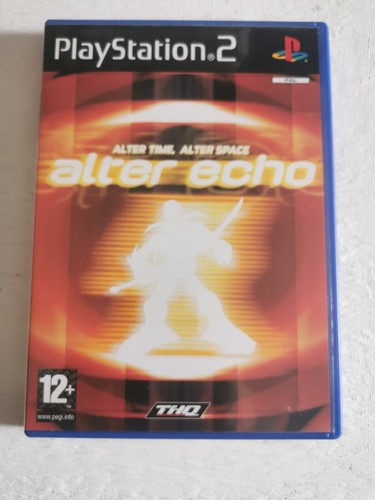 PlayStation®2
PAL
ALTER TIME, ALTER SPACE
alter echo
12+
www.pegi.info
THQ